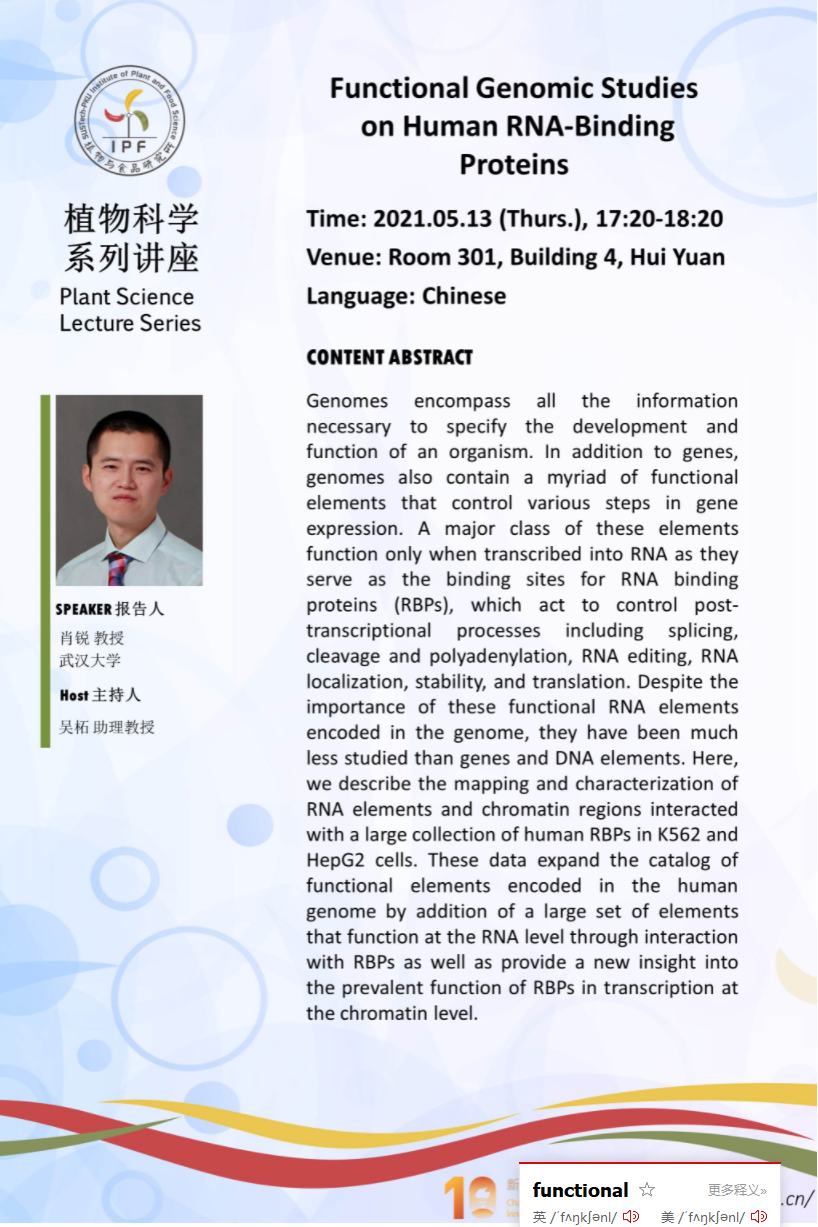 SUSTech-PKU Institute of Plant and Food Science
IPF
植物与食品研究所
植物科学
系列讲座
Plant Science
Lecture Series
SPEAKER 报告人
肖锐 教授
武汉大学
Host 主持人
吴柘 助理教授
Functional Genomic Studies
on Human RNA-Binding
Proteins
Time: 2021.05.13 (Thurs.), 17:20-18:20
Venue: Room 301, Building 4, Hui Yuan
Language: Chinese
CONTENT ABSTRACT
Genomes encompass all the information
necessary to specify the development and
function of an organism. In addition to genes,
genomes also contain a myriad of functional
elements that control various steps in gene
expression. A major class of these elements
function only when transcribed into RNA as they
serve as the binding sites for RNA binding
proteins (RBPs), which act to control post-
transcriptional processes including splicing,
cleavage and polyadenylation, RNA editing, RNA
localization, stability, and translation. Despite the
importance of these functional RNA elements
encoded in the genome, they have been much
less studied than genes and DNA elements. Here,
we describe the mapping and characterization of
RNA elements and chromatin regions interacted
with a large collection of human RBPs in K562 and
HepG2 cells. These data expand the catalog of
functional elements encoded in the human
genome by addition of a large set of elements
that function at the RNA level through interaction
with RBPs as well as provide a new insight into
the prevalent function of RBPs in transcription at
the chromatin level.
10
.cn/
functional ☆ 更多释义»
英 /ˈfʌŋkʃənl/ 美 /ˈfʌŋkʃənl/